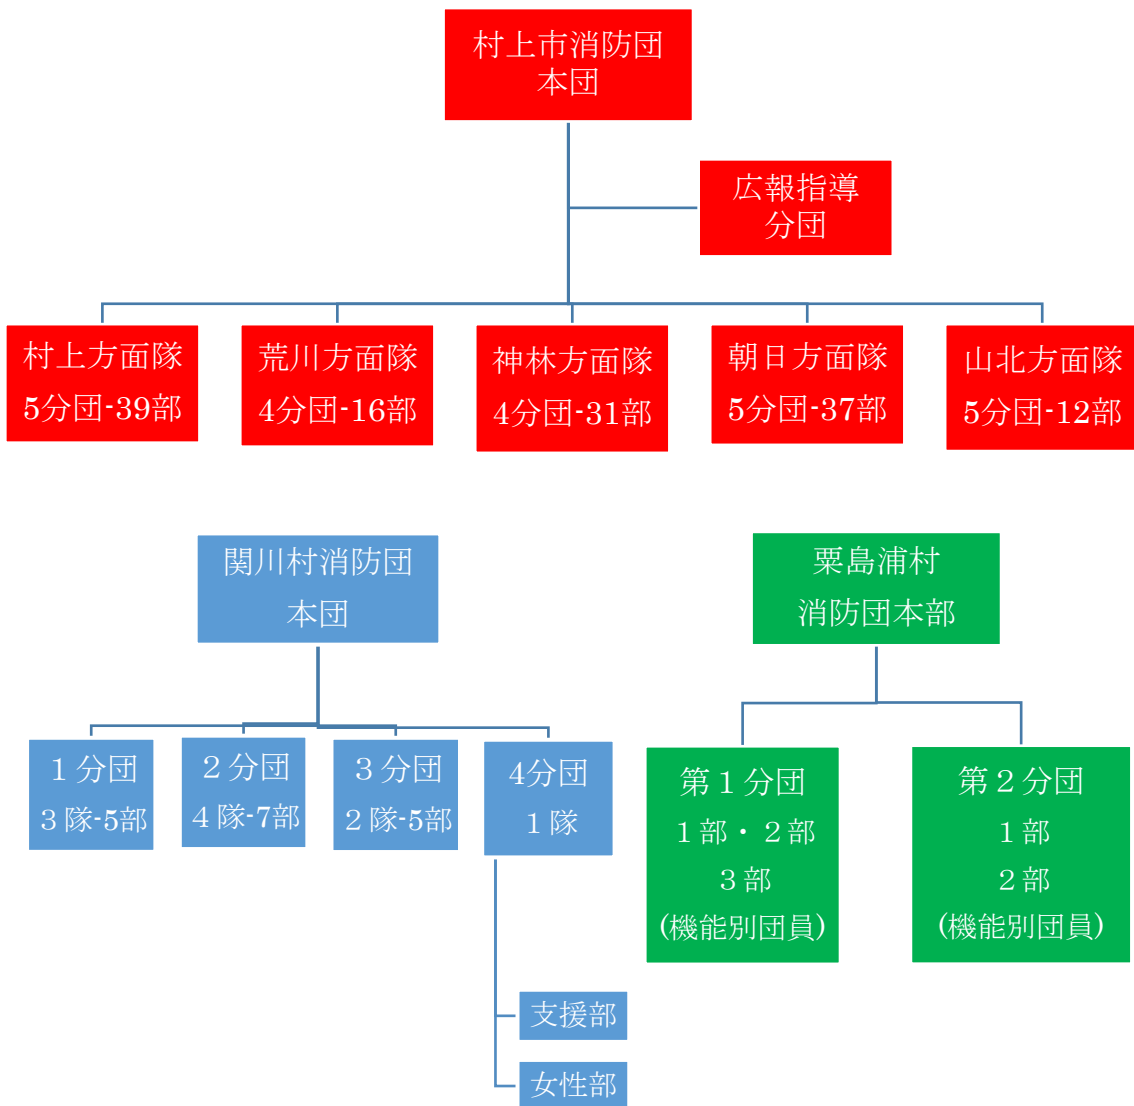 村上市消防団
本団
広報指導
分団
村上方面隊
5分団-39部
荒川方面隊
4分団-16部
神林方面隊
4分団-31部
朝日方面隊
5分団-37部
山北方面隊
5分団-12部
関川村消防団
本団
粟島浦村
消防団本部
１分団
３隊-5部
２分団
４隊-7部
３分団
２隊-5部
4分団
１隊
第１分団
１部・２部
３部
(機能別団員)
第２分団
１部
２部
(機能別団員)
支援部
女性部